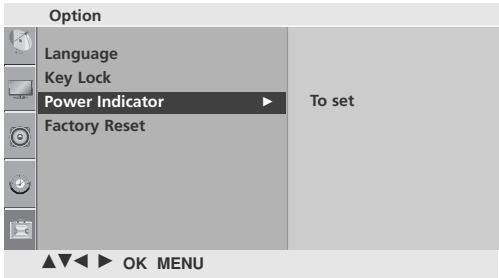 Option
Language
Key Lock
Power Indicator ► To set
Factory Reset
▲▼◄ ► OK MENU